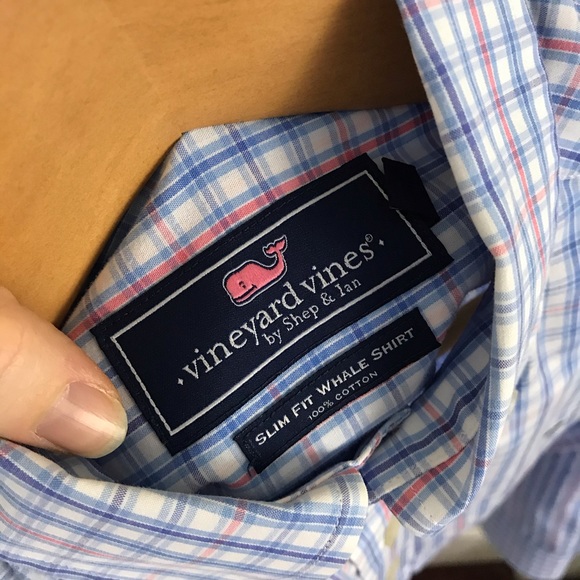 vineyard vines®
by Shep & Ian
SLIM FIT WHALE SHIRT
100% COTTON